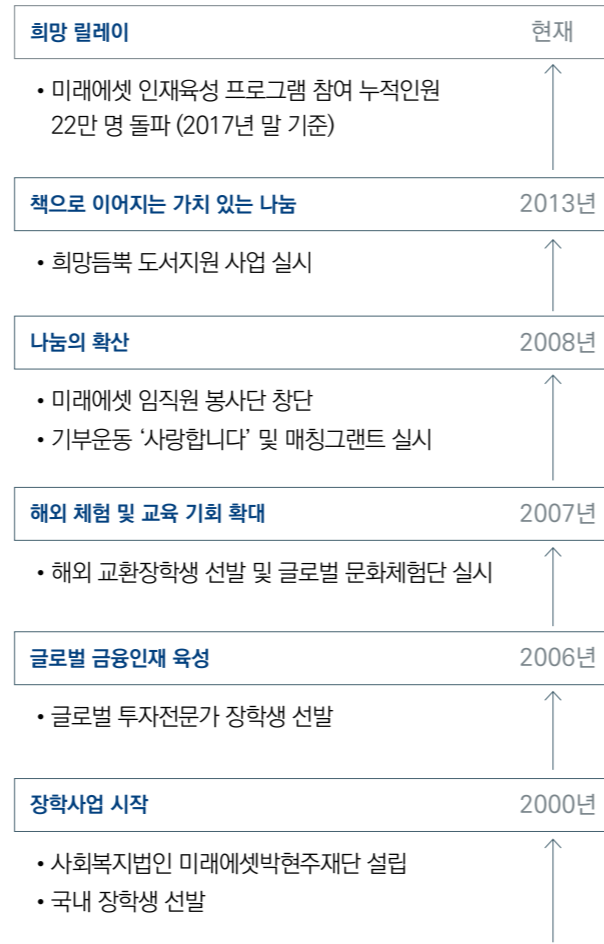 희망 릴레이 현재
• 미래에셋 인재육성 프로그램 참여 누적인원
22만 명 돌파 (2017년 말 기준)
책으로 이어지는 가치 있는 나눔 2013년
• 희망듬뿍 도서지원 사업 실시
나눔의 확산 2008년
• 미래에셋 임직원 봉사단 창단
• 기부운동 ‘사랑합니다’ 및 매칭그랜트 실시
해외 체험 및 교육 기회 확대 2007년
• 해외 교환장학생 선발 및 글로벌 문화체험단 실시
글로벌 금융인재 육성 2006년
• 글로벌 투자전문가 장학생 선발
장학사업 시작 2000년
• 사회복지법인 미래에셋박현주재단 설립
• 국내 장학생 선발